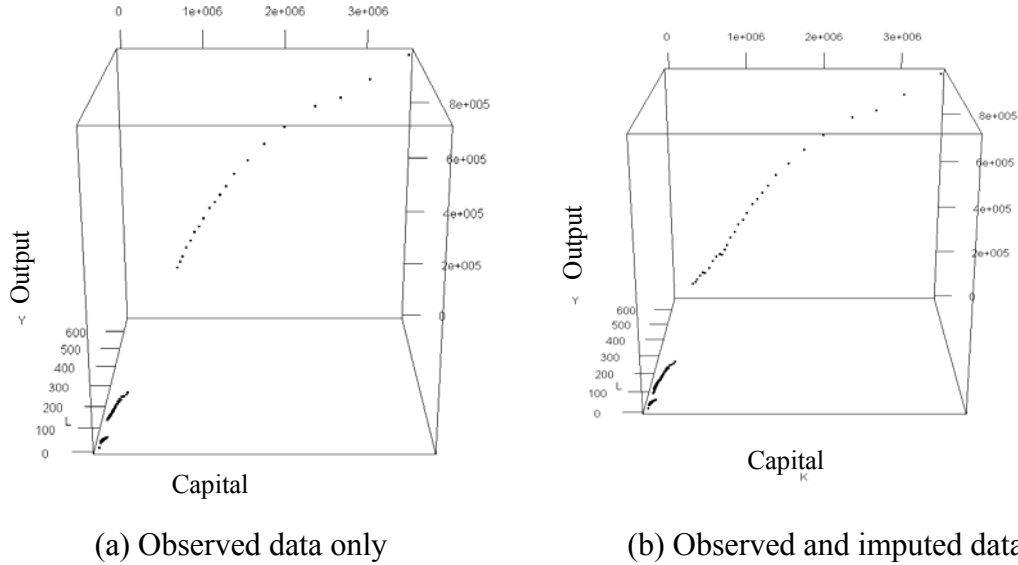 0 1e+006 2e+006 3e+006
8e+005
6e+005
4e+005
2e+005
0
Output
Y
600
500
400
300
200
L
100
0
Capital
(a) Observed data only
0 1e+006 2e+006 3e+006
8e+005
6e+005
4e+005
2e+005
0
Output
Y
600
500
400
300
200
L
100
0
Capital
K
(b) Observed and imputed data